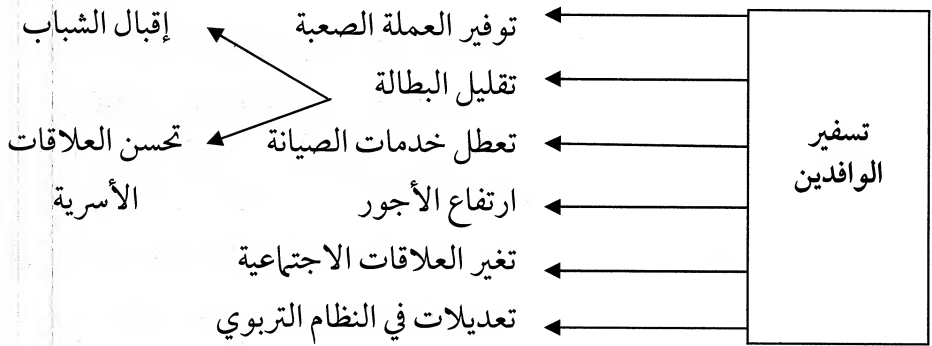 تسفير
الوافدين
توفير العملة الصعبة
تقليل البطالة
تعطل خدمات الصيانة
ارتفاع الأجور
تغير العلاقات الاجتماعية
تعديلات في النظام التربوي
إقبال الشباب
تحسن العلاقات
الأسرية